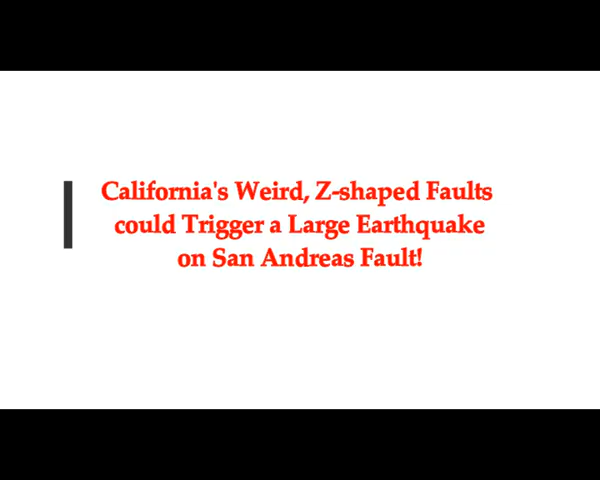 California's Weird, Z-shaped Faults
could Trigger a Large Earthquake
on San Andreas Fault!